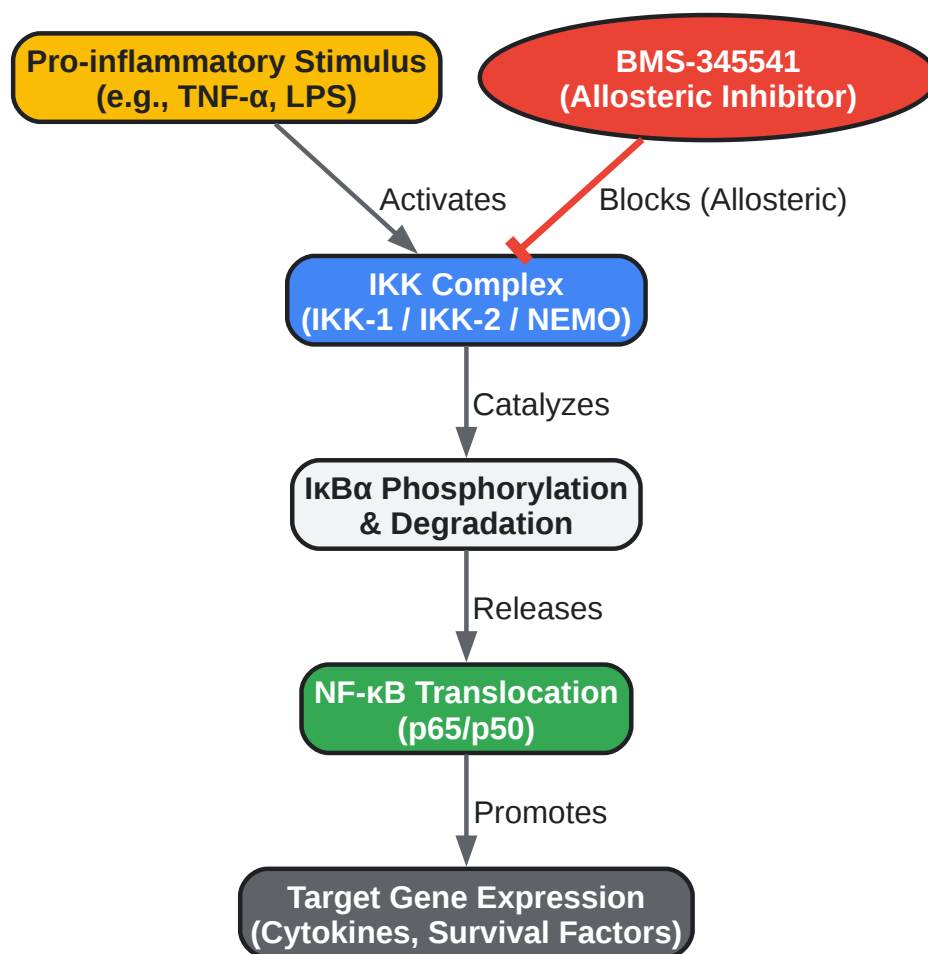 Pro-inflammatory Stimulus
(e.g., TNF-α, LPS)
BMS-345541
(Allosteric Inhibitor)
Activates
Blocks (Allosteric)
IKK Complex
(IKK-1 / IKK-2 / NEMO)
Catalyzes
IκBα Phosphorylation
& Degradation
Releases
NF-κB Translocation
(p65/p50)
Promotes
Target Gene Expression
(Cytokines, Survival Factors)